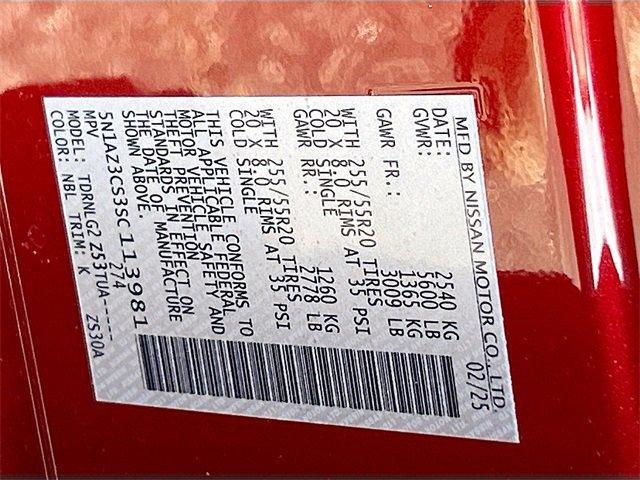 MFD BY NISSAN MOTOR CO., LTD.
DATE: 02/25
GVWR: 2540 KG
5600 LB
GAWR FR.: 1365 KG
3009 LB
WITH 255/55R20 TIRES
20 X 8.0 RIMS AT 35 PSI
COLD SINGLE
GAWR RR.: 1260 KG
2778 LB
WITH 255/55R20 TIRES
20 X 8.0 RIMS AT 35 PSI
COLD SINGLE
THIS VEHICLE CONFORMS TO
ALL APPLICABLE FEDERAL
MOTOR VEHICLE SAFETY AND
THEFT PREVENTION
STANDARDS IN EFFECT ON
THE DATE OF MANUFACTURE
SHOWN ABOVE.
5N1AZ3CS3SC113981
MPV 274
MODEL: TDRNLG2 Z53TUA-----
COLOR: NBL TRIM: K Z530A